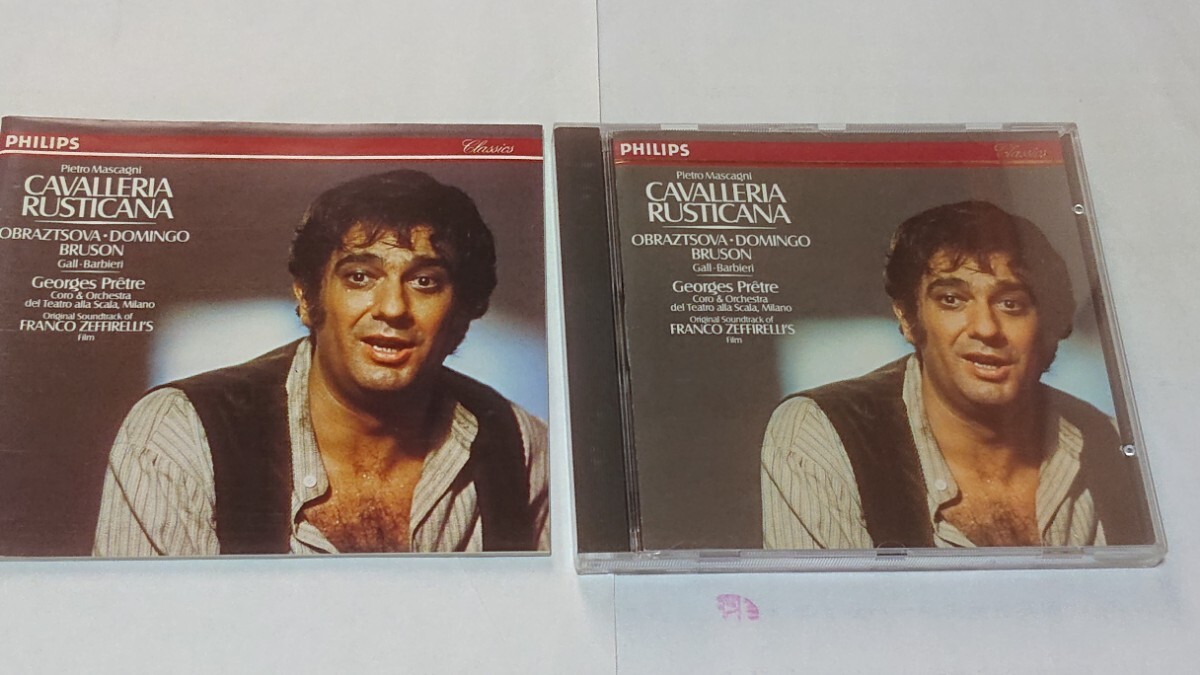 PHILIPS
Classics
Pietro Mascagni
CAVALLERIA
RUSTICANA
OBRAZTSOVA·DOMINGO
BRUSON
Gall-Barbieri
Georges Prêtre
Coro & Orchestra
del Teatro alla Scala, Milano
Original Soundtrack of
FRANCO ZEFFIRELLI'S
Film
PHILIPS
Classics
Pietro Mascagni
CAVALLERIA
RUSTICANA
OBRAZTSOVA·DOMINGO
BRUSON
Gall-Barbieri
Georges Prêtre
Coro & Orchestra
del Teatro alla Scala, Milano
Original Soundtrack of
FRANCO ZEFFIRELLI'S
Film